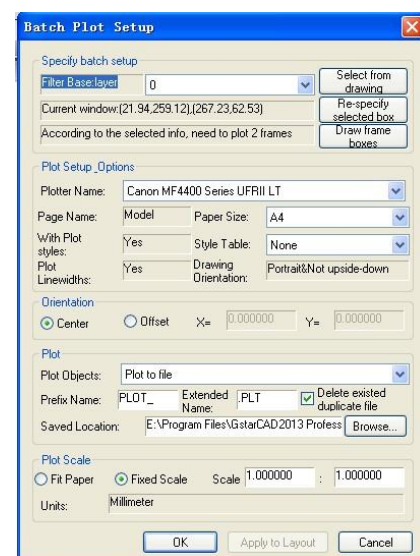 Batch Plot Setup
Specify batch setup
Filter Base:layer 0 Select from drawing
Current window:(21.94,259.12),(267.23,62.53) Re-specify selected box
According to the selected info, need to plot 2 frames Draw frame boxes
Plot Setup _Options
Plotter Name: Canon MF4400 Series UFRII LT
Page Name: Model Paper Size: A4
With Plot styles: Yes Style Table: None
Plot Linewidths: Yes Drawing Orientation: Portrait&Not upside-down
Orientation
Center Offset X= 0.000000 Y= 0.000000
Plot
Plot Objects: Plot to file
Prefix Name: PLOT_ Extended Name: .PLT Delete existed duplicate file
Saved Location: E:\Program Files\GstarCAD2013 Profess Browse...
Plot Scale
Fit Paper Fixed Scale Scale 1.000000 : 1.000000
Units: Millimeter
OK Apply to Layout Cancel